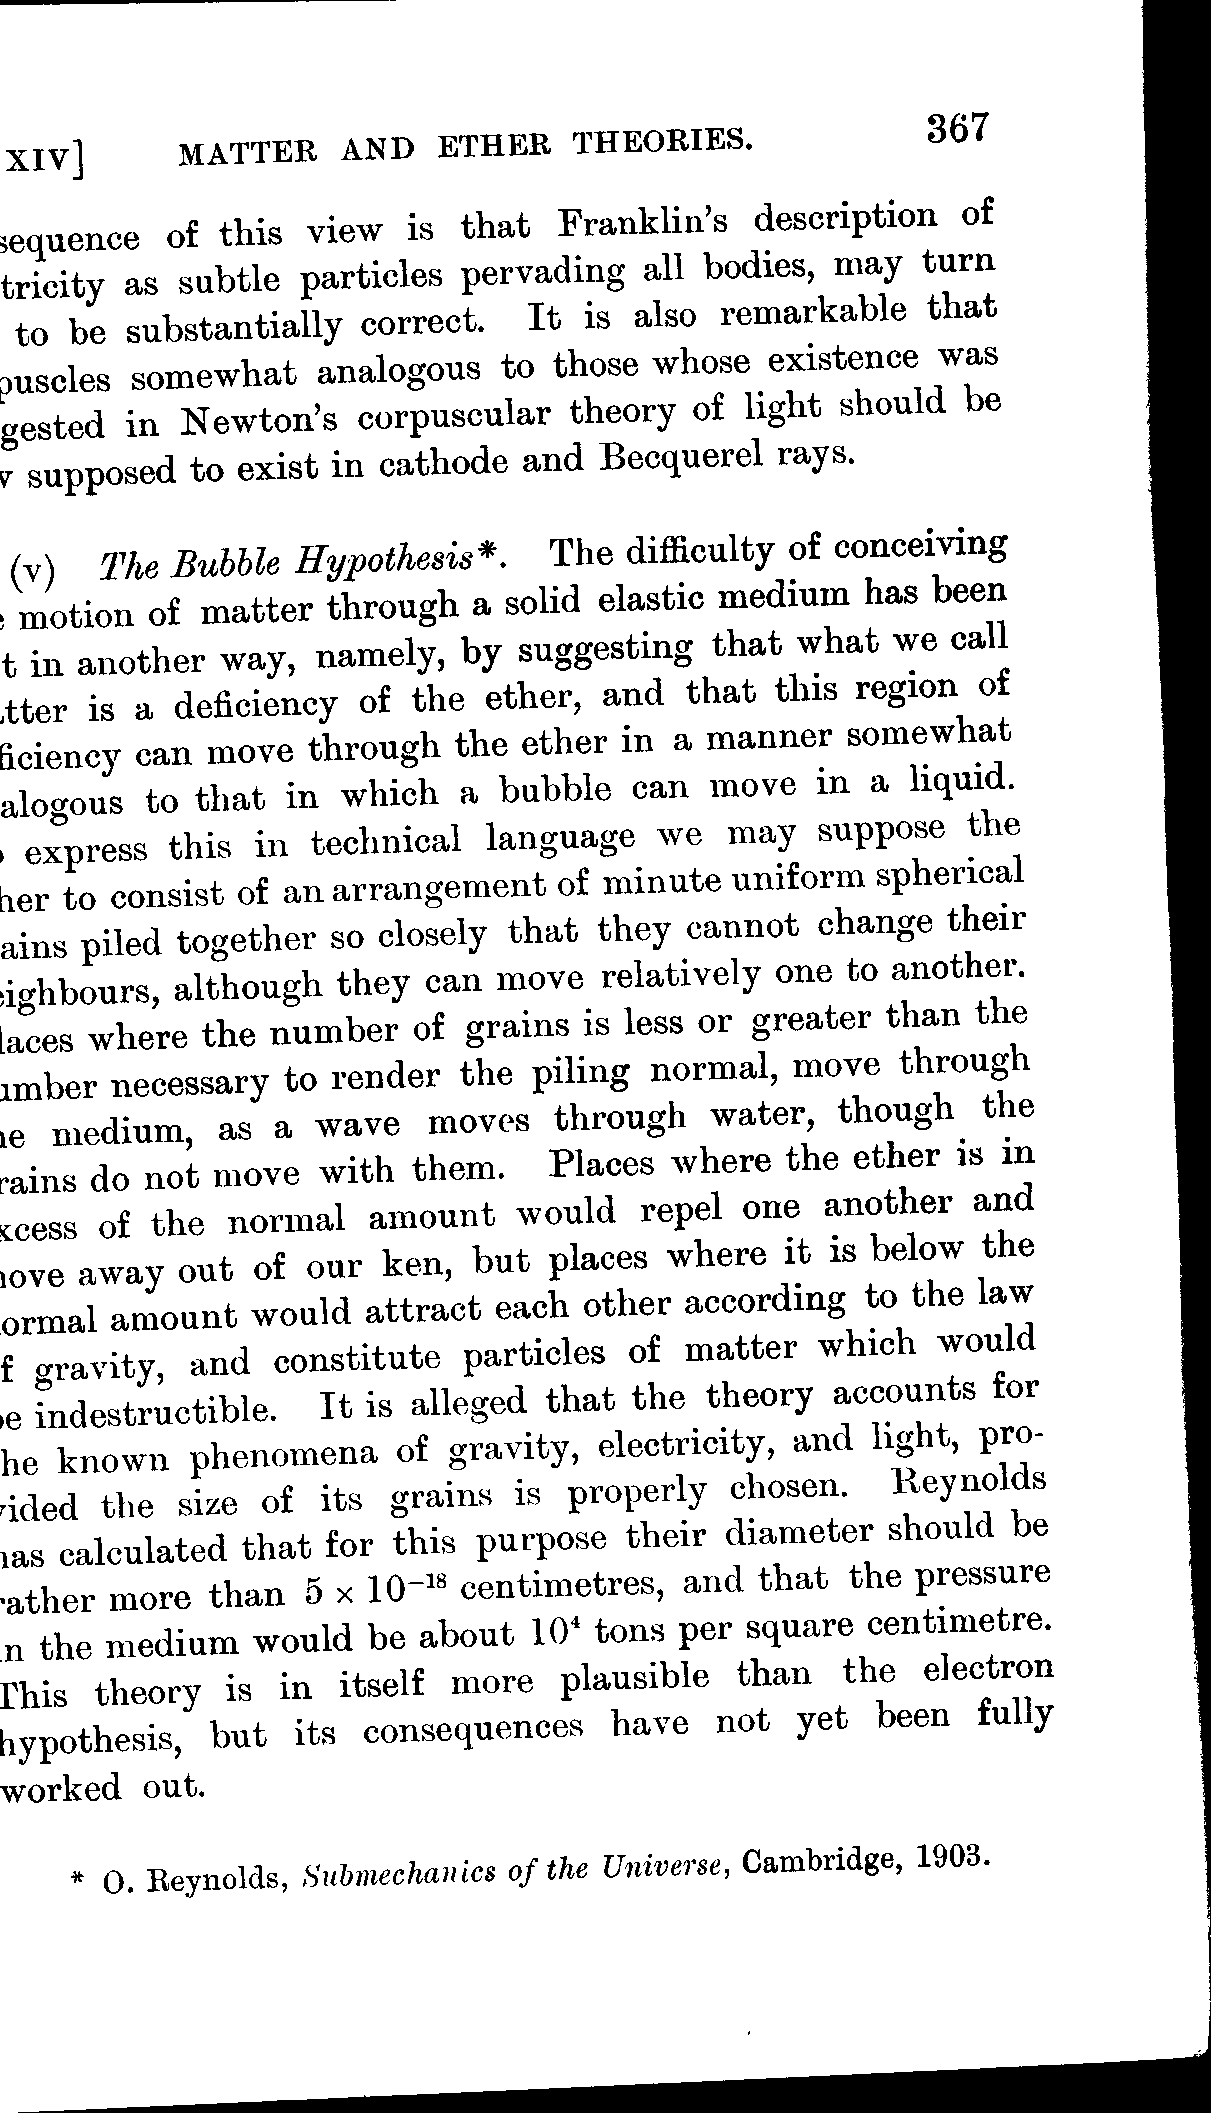 XIV] MATTER AND ETHER THEORIES. 367
sequence of this view is that Franklin's description of
tricity as subtle particles pervading all bodies, may turn
to be substantially correct. It is also remarkable that
puscles somewhat analogous to those whose existence was
gested in Newton's corpuscular theory of light should be
supposed to exist in cathode and Becquerel rays.
(v) The Bubble Hypothesis*. The difficulty of conceiving
motion of matter through a solid elastic medium has been
t in another way, namely, by suggesting that what we call
tter is a deficiency of the ether, and that this region of
ficiency can move through the ether in a manner somewhat
alogous to that in which a bubble can move in a liquid.
express this in technical language we may suppose the
her to consist of an arrangement of minute uniform spherical
ains piled together so closely that they cannot change their
eighbours, although they can move relatively one to another.
laces where the number of grains is less or greater than the
umber necessary to render the piling normal, move through
he medium, as a wave moves through water, though the
rains do not move with them. Places where the ether is in
xcess of the normal amount would repel one another and
nove away out of our ken, but places where it is below the
ormal amount would attract each other according to the law
f gravity, and constitute particles of matter which would
be indestructible. It is alleged that the theory accounts for
he known phenomena of gravity, electricity, and light, pro-
vided the size of its grains is properly chosen. Reynolds
has calculated that for this purpose their diameter should be
rather more than 5 × 10⁻¹⁸ centimetres, and that the pressure
in the medium would be about 10⁴ tons per square centimetre.
This theory is in itself more plausible than the electron
hypothesis, but its consequences have not yet been fully
worked out.
* O. Reynolds, Submechanics of the Universe, Cambridge, 1903.